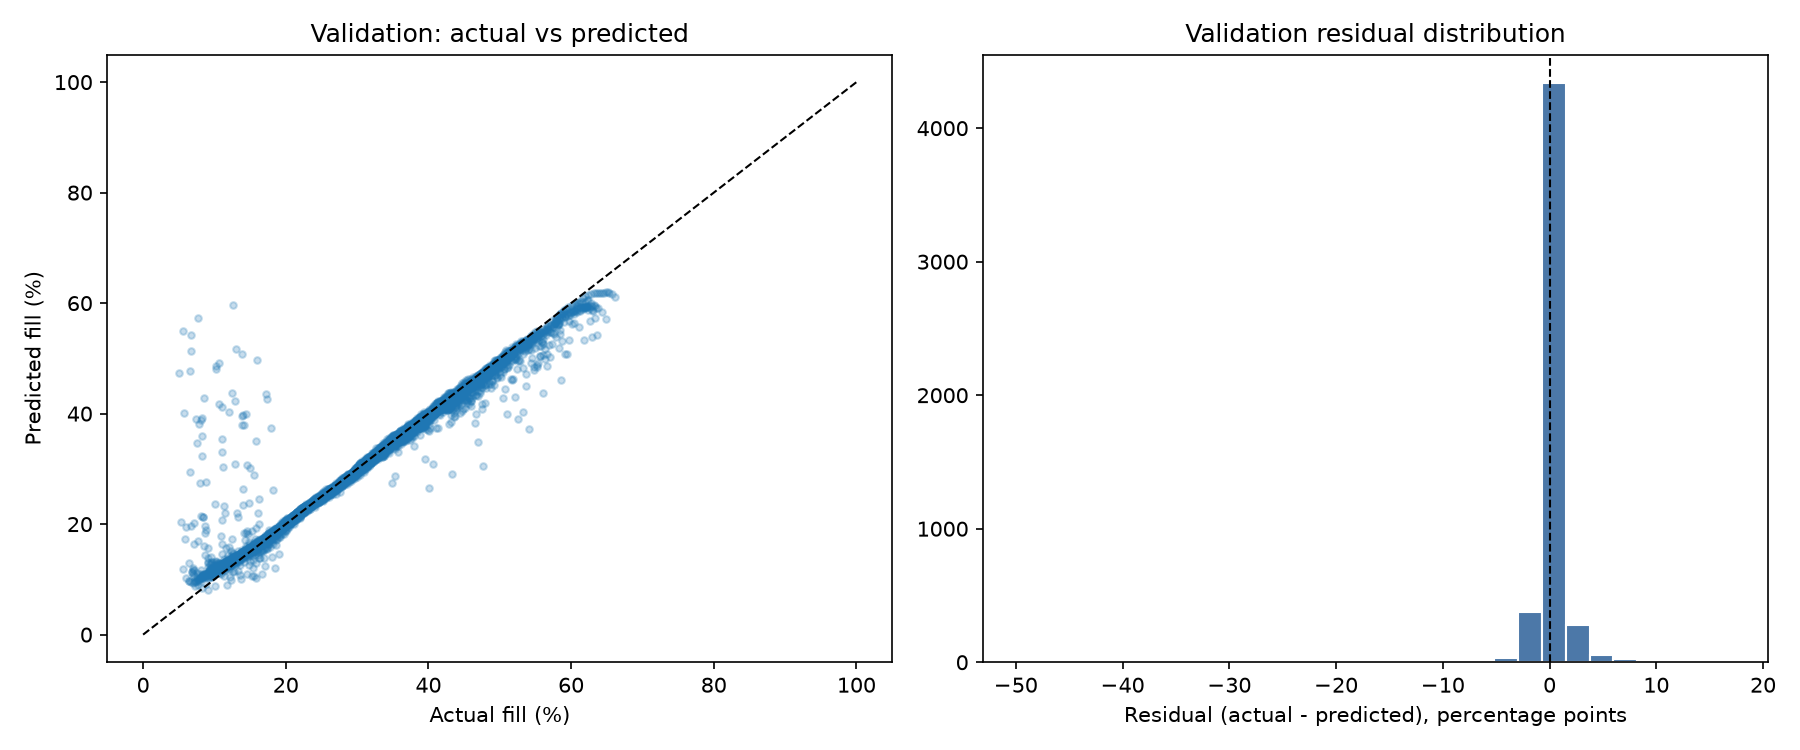 Validation: actual vs predicted
100
80
60
40
20
0
Predicted fill (%)
0 20 40 60 80 100
Actual fill (%)
Validation residual distribution
4000
3000
2000
1000
0
−50 −40 −30 −20 −10 0 10 20
Residual (actual - predicted), percentage points